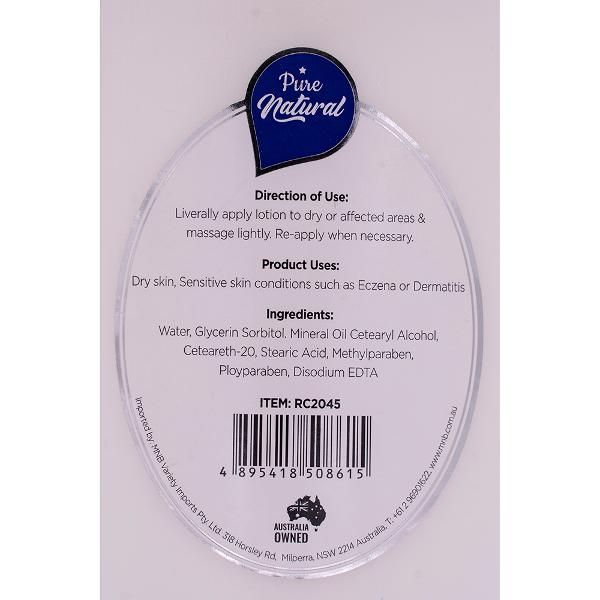 Pure
Natural
Direction of Use:
Liverally apply lotion to dry or affected areas &
massage lightly. Re-apply when necessary.
Product Uses:
Dry skin, Sensitive skin conditions such as Eczena or Dermatitis
Ingredients:
Water, Glycerin Sorbitol. Mineral Oil Cetearyl Alcohol,
Ceteareth-20, Stearic Acid, Methylparaben,
Ployparaben, Disodium EDTA
ITEM: RC2045
4 895418 508615
AUSTRALIA
OWNED
Imported by: MNB Variety Imports Pty. Ltd. 318 Horsley Rd, Milperra, NSW 2214 Australia, T: +61 2 96901622, www.mnb.com.au